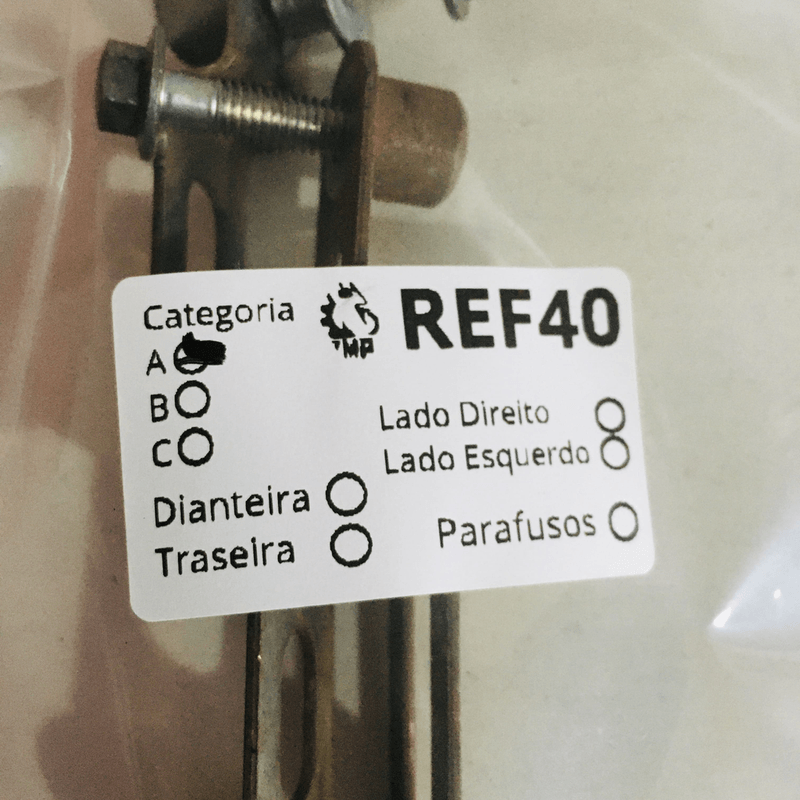 Categoria
REF40
A
B
C
Lado Direito
Lado Esquerdo
Dianteira
Traseira
Parafusos